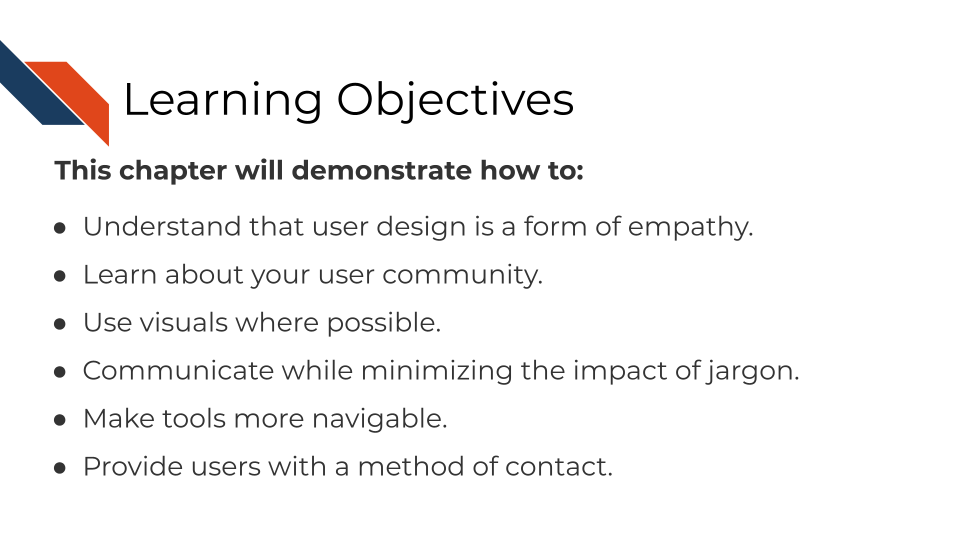 Learning Objectives
This chapter will demonstrate how to:
● Understand that user design is a form of empathy.
● Learn about your user community.
● Use visuals where possible.
● Communicate while minimizing the impact of jargon.
● Make tools more navigable.
● Provide users with a method of contact.